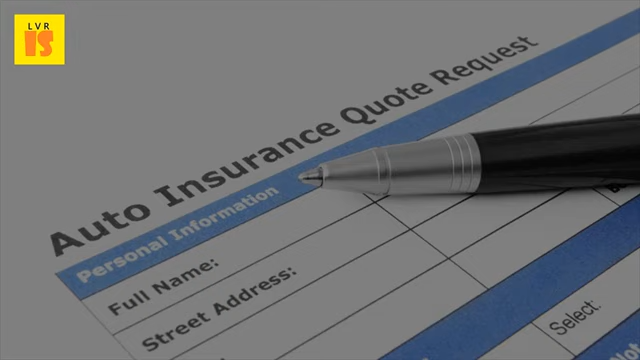 LVR
IS
Auto Insurance Quote Request
Personal Information
Full Name:
Street Address:
Select: